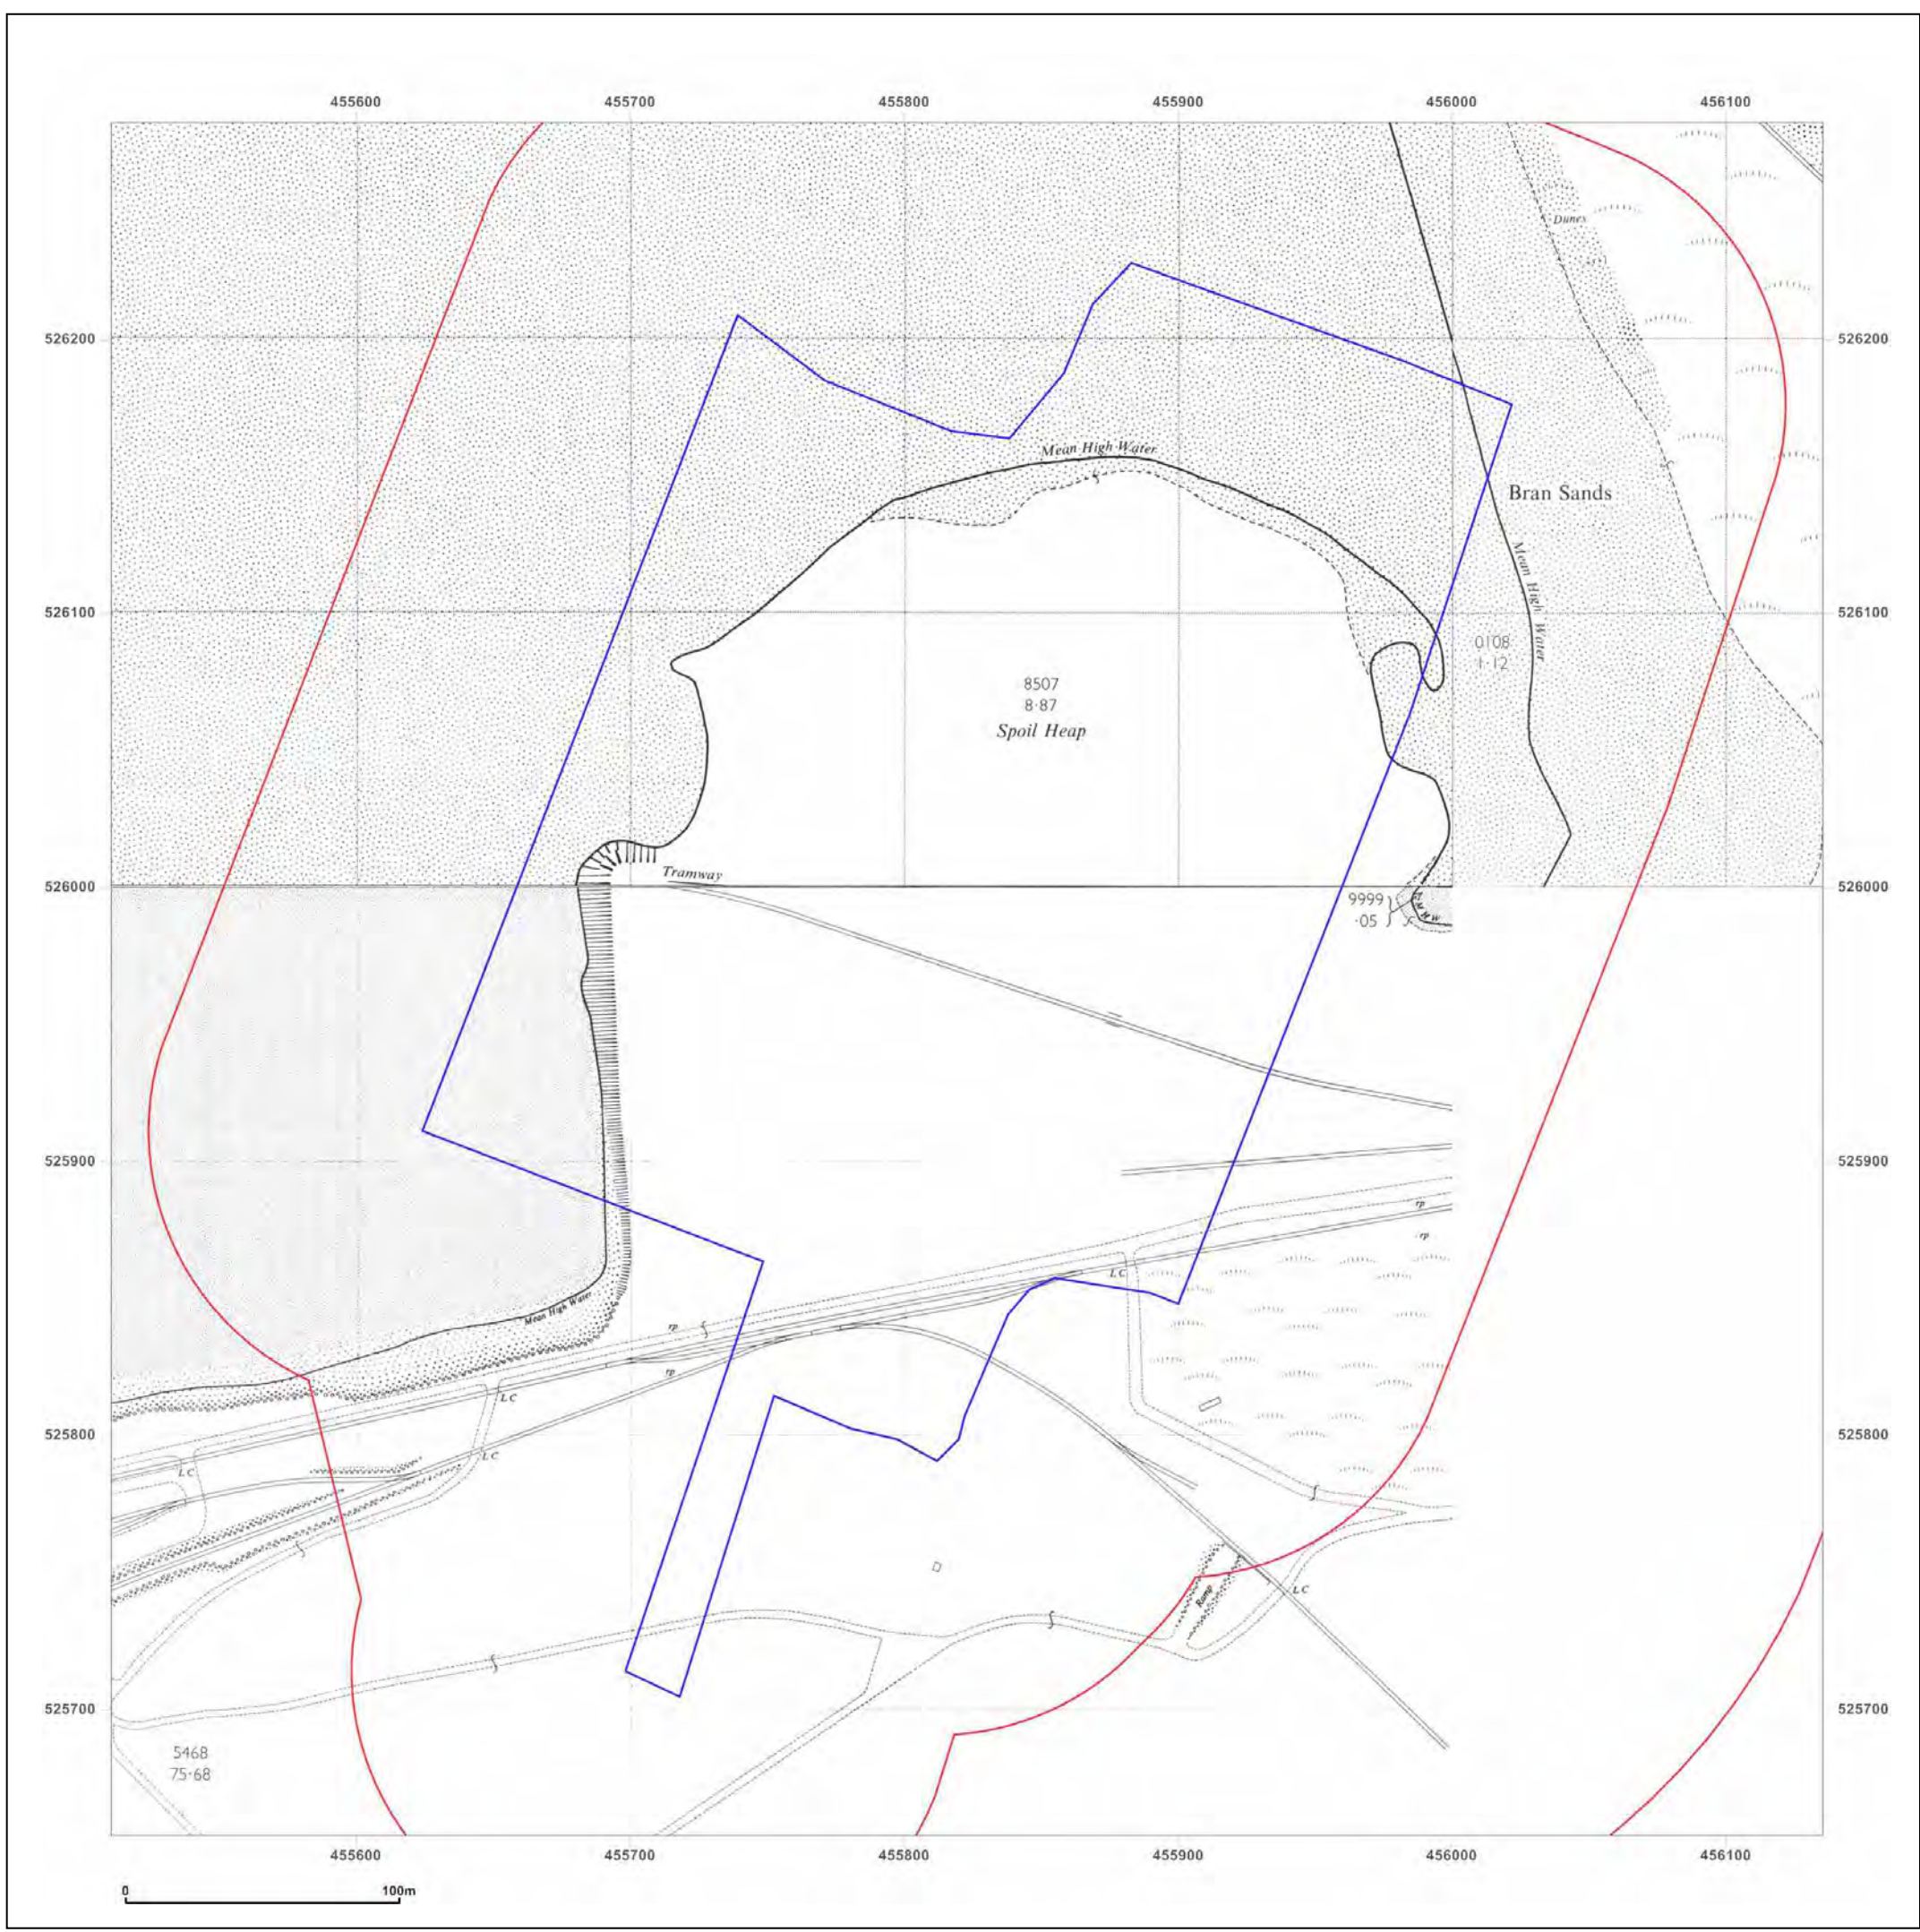 455600 455700 455800 455900 456000 456100
Dunes
526200 526200
Mean High Water
Bran Sands
Mean High Water
526100 526100
0108
1·12
8507
8·87
Spoil Heap
Tramway
526000 526000
9999
·05
M H W
525900 525900
rp
rp
LC
Mean High Water
rp
rp
LC
525800 525800
LC
LC
LC
Ramp
525700 525700
5468
75·68
455600 455700 455800 455900 456000 456100
0 100m